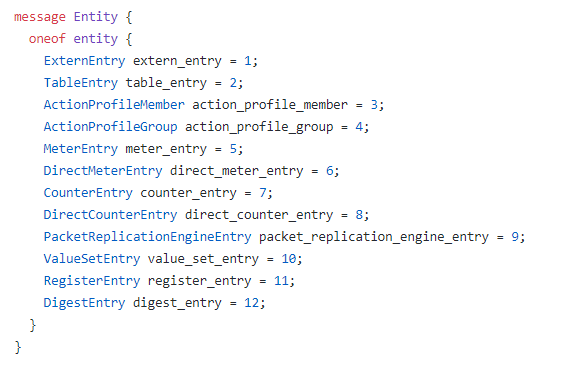 message Entity {
  oneof entity {
    ExternEntry extern_entry = 1;
    TableEntry table_entry = 2;
    ActionProfileMember action_profile_member = 3;
    ActionProfileGroup action_profile_group = 4;
    MeterEntry meter_entry = 5;
    DirectMeterEntry direct_meter_entry = 6;
    CounterEntry counter_entry = 7;
    DirectCounterEntry direct_counter_entry = 8;
    PacketReplicationEngineEntry packet_replication_engine_entry = 9;
    ValueSetEntry value_set_entry = 10;
    RegisterEntry register_entry = 11;
    DigestEntry digest_entry = 12;
  }
}